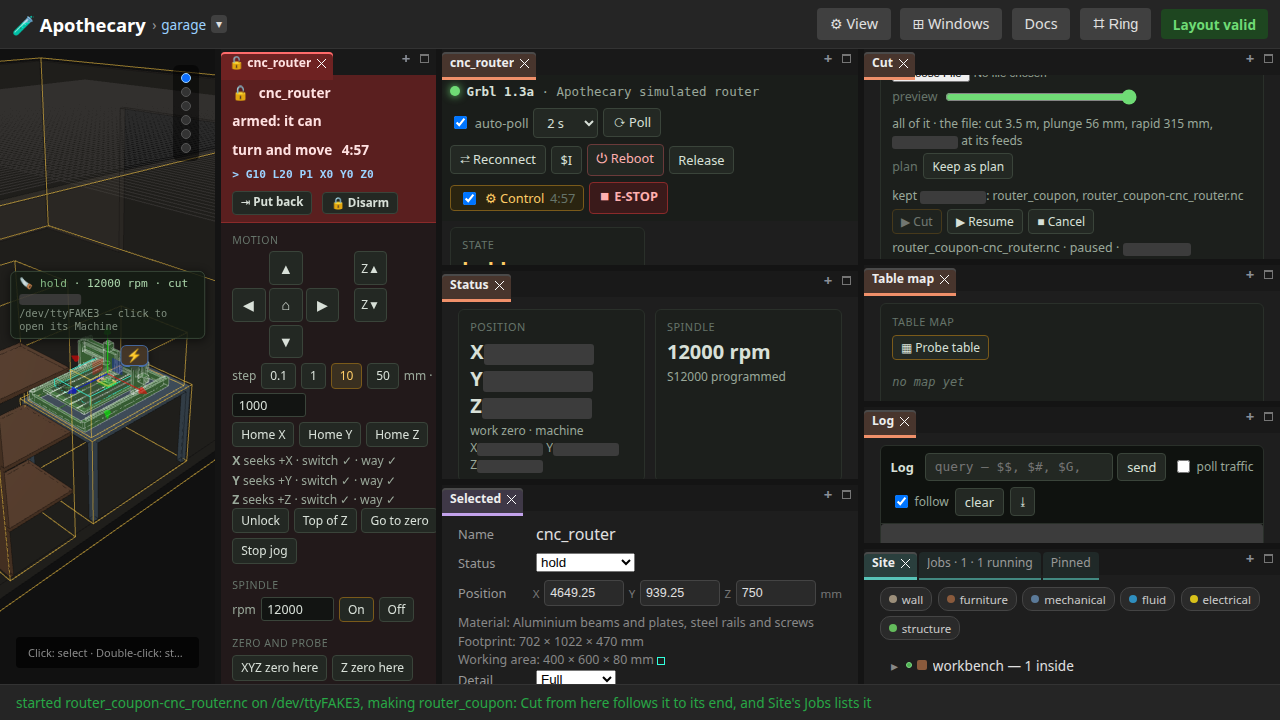 Apothecary › garage ▾
⚙ View
⊞ Windows
Docs
Ring
Layout valid
hold · 12000 rpm · cut
/dev/ttyFAKE3 — click to
open its Machine
Click: select · Double-click: st…
cnc_router
cnc_router
armed: it can
turn and move 4:57
> G10 L20 P1 X0 Y0 Z0
⇥ Put back
Disarm
MOTION
▲ Z▲
◀ ⌂ ▶ Z▼
▼
step 0.1 1 10 50 mm ·
1000
Home X Home Y Home Z
X seeks +X · switch ✓ · way ✓
Y seeks +Y · switch ✓ · way ✓
Z seeks +Z · switch ✓ · way ✓
Unlock Top of Z Go to zero
Stop jog
SPINDLE
rpm 12000 On Off
ZERO AND PROBE
XYZ zero here Z zero here
cnc_router
Grbl 1.3a · Apothecary simulated router
auto-poll 2 s ⟳ Poll
⇄ Reconnect $I ⏻ Reboot Release
⚙ Control 4:57 ■ E-STOP
STATE
Status
POSITION
X
Y
Z
work zero · machine
X Y
Z
SPINDLE
12000 rpm
S12000 programmed
Selected
Name cnc_router
Status hold
Position X 4649.25 Y 939.25 Z 750 mm
Material: Aluminium beams and plates, steel rails and screws
Footprint: 702 × 1022 × 470 mm
Working area: 400 × 600 × 80 mm
Detail Full
Cut
preview
all of it · the file: cut 3.5 m, plunge 56 mm, rapid 315 mm,
at its feeds
plan Keep as plan
kept : router_coupon, router_coupon-cnc_router.nc
▶ Cut ▶ Resume ■ Cancel
router_coupon-cnc_router.nc · paused ·
Table map
TABLE MAP
▦ Probe table
no map yet
Log
Log query — $$, $#, $G, send poll traffic
follow clear ⤓
Site Jobs · 1 · 1 running Pinned
wall furniture mechanical fluid electrical
structure
▸ workbench — 1 inside
started router_coupon-cnc_router.nc on /dev/ttyFAKE3, making router_coupon: Cut from here follows it to its end, and Site's Jobs lists it